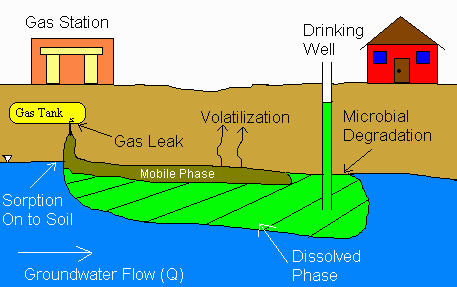 Gas Station
Drinking
Well
Gas Tank
Gas Leak
Volatilization
Microbial
Degradation
Mobile Phase
Sorption
On to Soil
Dissolved
Phase
Groundwater Flow (Q)